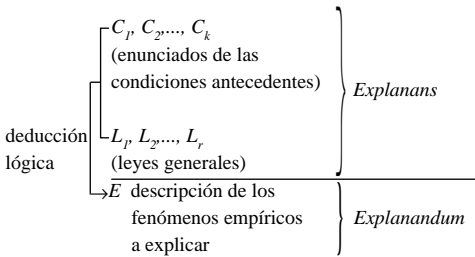 C1, C2,..., Ck
(enunciados de las
condiciones antecedentes)
Explanans
deducción
lógica
L1, L2,..., Lr
(leyes generales)
E descripción de los
fenómenos empíricos
a explicar
Explanandum